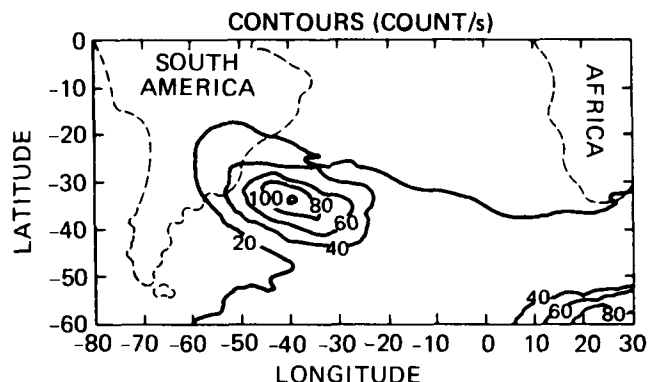 CONTOURS (COUNT/s)
0
SOUTH
AMERICA
AFRICA
-10
-20
-30
100 80
60
40
-40
20
-50
40
60
80
-60
-80 -70 -60 -50 -40 -30 -20 -10 0 10 20 30
LATITUDE
LONGITUDE